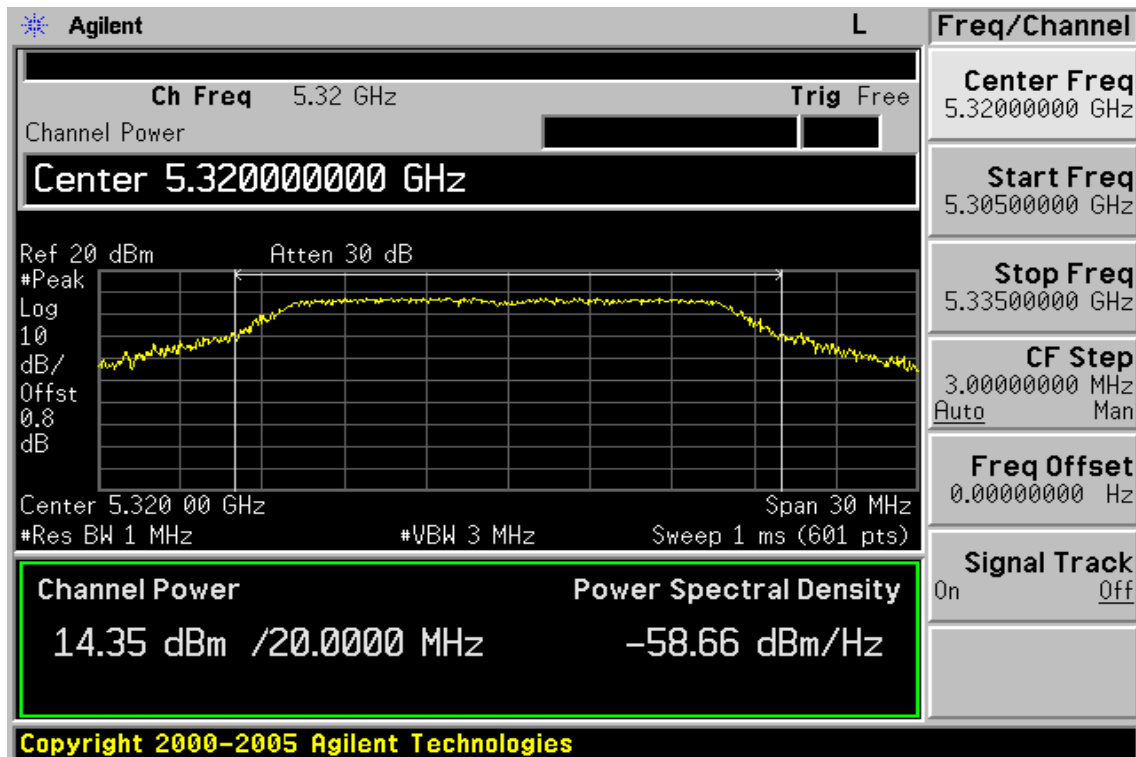 Agilent L
Ch Freq 5.32 GHz Trig Free
Channel Power
Center 5.320000000 GHz
Ref 20 dBm Atten 30 dB
#Peak
Log
10
dB/
Offst
0.8
dB
Center 5.320 00 GHz Span 30 MHz
#Res BW 1 MHz #VBW 3 MHz Sweep 1 ms (601 pts)
Channel Power Power Spectral Density
14.35 dBm /20.0000 MHz -58.66 dBm/Hz
Copyright 2000-2005 Agilent Technologies
Freq/Channel
Center Freq
5.32000000 GHz
Start Freq
5.30500000 GHz
Stop Freq
5.33500000 GHz
CF Step
3.00000000 MHz
Auto Man
Freq Offset
0.00000000 Hz
Signal Track
On Off